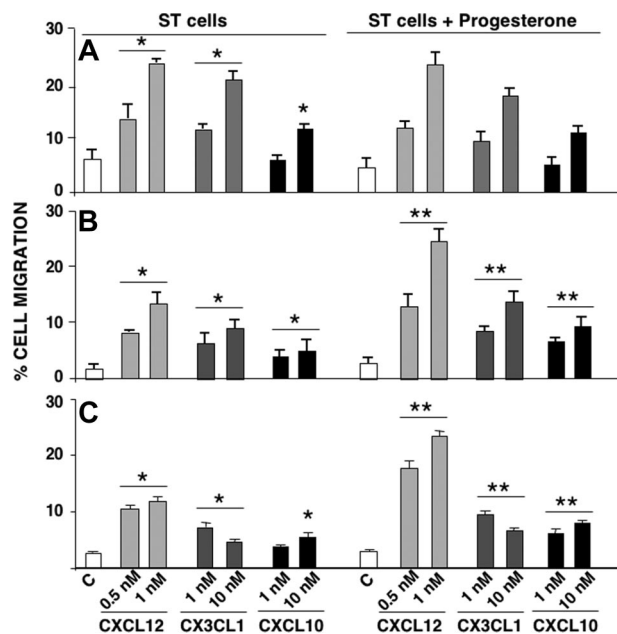 ST cells
ST cells + Progesterone
A
30
20
10
0
*
*
*
B
30
20
10
0
*
*
*
**
**
**
C
20
10
*
*
*
**
**
**
% CELL MIGRATION
C
0.5 nM
1 nM
1 nM
10 nM
1 nM
10 nM
C
0.5 nM
1 nM
1 nM
10 nM
1 nM
10 nM
CXCL12
CX3CL1
CXCL10
CXCL12
CX3CL1
CXCL10